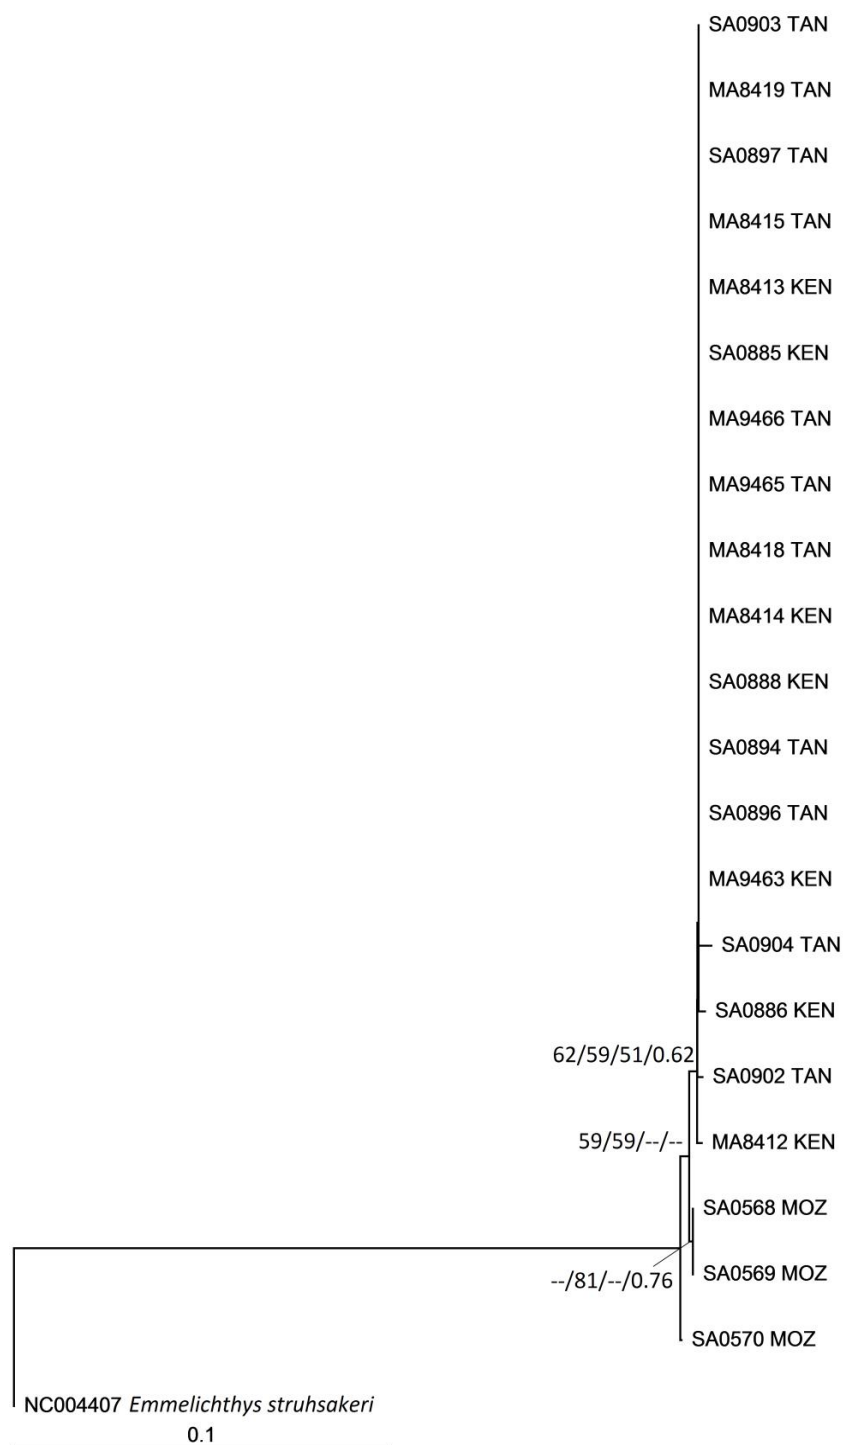 SA0903 TAN
MA8419 TAN
SA0897 TAN
MA8415 TAN
MA8413 KEN
SA0885 KEN
MA9466 TAN
MA9465 TAN
MA8418 TAN
MA8414 KEN
SA0888 KEN
SA0894 TAN
SA0896 TAN
MA9463 KEN
SA0904 TAN
SA0886 KEN
62/59/51/0.62
SA0902 TAN
59/59/--/--
MA8412 KEN
SA0568 MOZ
SA0569 MOZ
--/81/--/0.76
SA0570 MOZ
NC004407 Emmelichthys struhsakeri
0.1